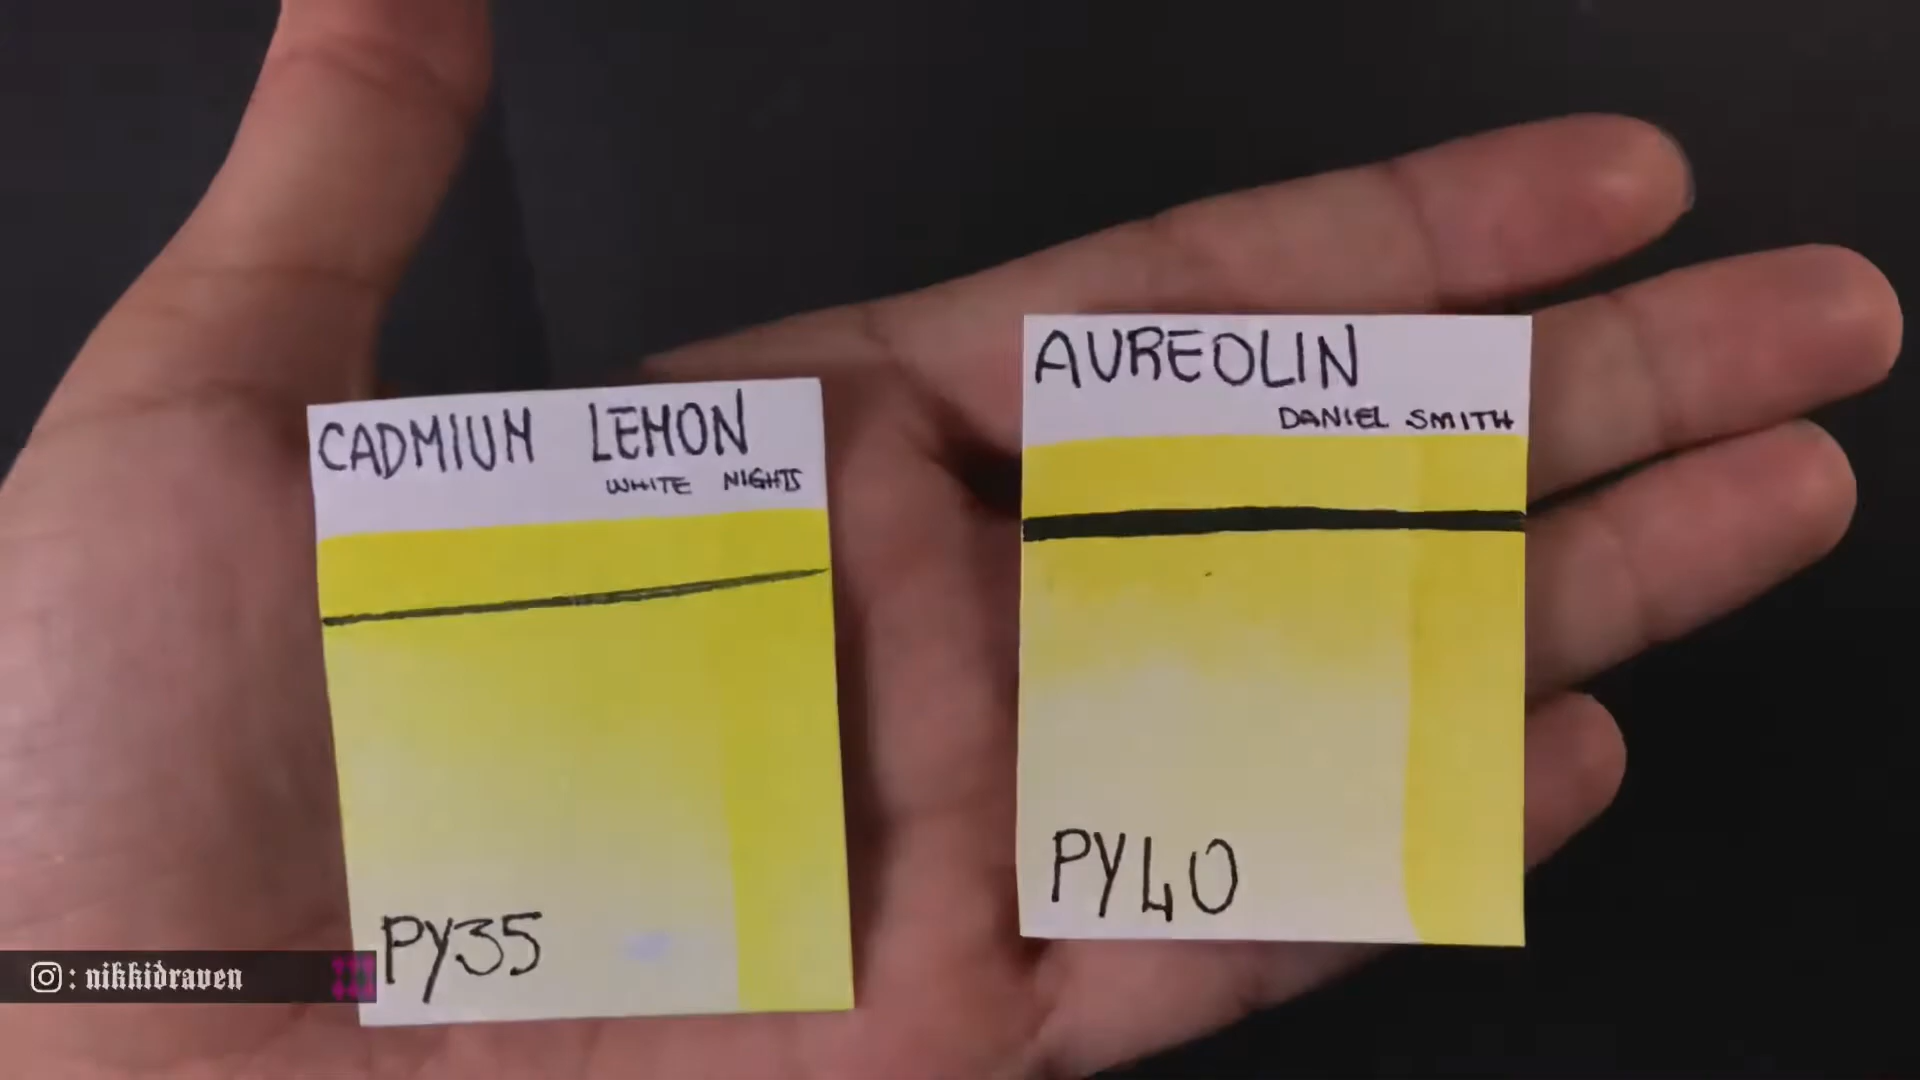 CADMIUM LEMON
WHITE NIGHTS
PY35
AUREOLIN
DANIEL SMITH
PY40
: nikkidraven